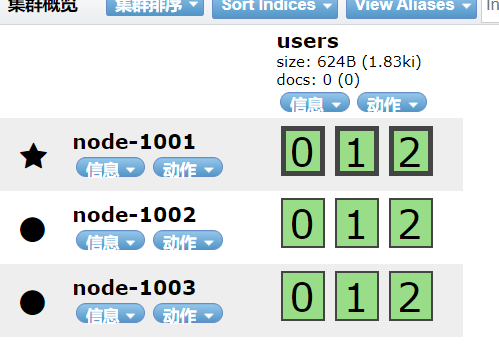 集群概览 集群排序 Sort Indices View Aliases In
users
size: 624B (1.83ki)
docs: 0 (0)
信息 动作
node-1001 0 1 2
信息 动作
node-1002 0 1 2
信息 动作
node-1003 0 1 2
信息 动作